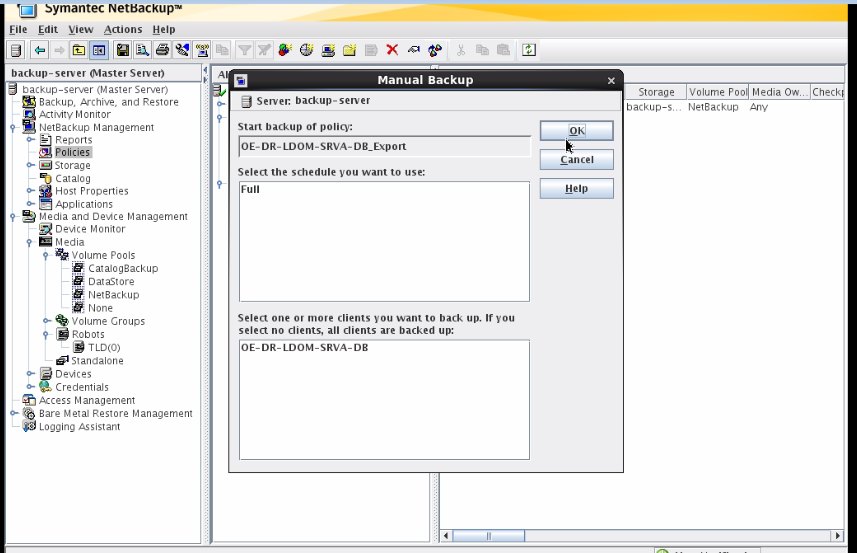 Symantec NetBackup™
File Edit View Actions Help
backup-server (Master Server)
backup-server (Master Server)
Backup, Archive, and Restore
Activity Monitor
NetBackup Management
Reports
Policies
Storage
Catalog
Host Properties
Applications
Media and Device Management
Device Monitor
Media
Volume Pools
CatalogBackup
DataStore
NetBackup
None
Volume Groups
Robots
TLD(0)
Standalone
Devices
Credentials
Access Management
Bare Metal Restore Management
Logging Assistant
Manual Backup
Server: backup-server
Start backup of policy:
OE-DR-LDOM-SRVA-DB_Export
Select the schedule you want to use:
Full
Select one or more clients you want to back up. If you
select no clients, all clients are backed up:
OE-DR-LDOM-SRVA-DB
OK
Cancel
Help
Storage Volume Pool Media Ow... Checkp
backup-s... NetBackup Any